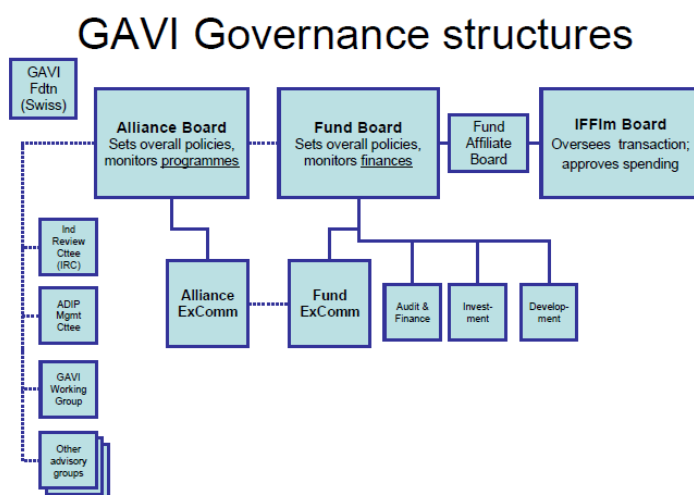 GAVI Governance structures
GAVI
Fdtn
(Swiss)
Alliance Board
Sets overall policies,
monitors programmes
Fund Board
Sets overall policies,
monitors finances
Fund
Affiliate
Board
IFFIm Board
Oversees transaction;
approves spending
Ind
Review
Cttee
(IRC)
ADIP
Mgmt
Cttee
GAVI
Working
Group
Other
advisory
groups
Alliance
ExComm
Fund
ExComm
Audit &
Finance
Invest-
ment
Develop-
ment